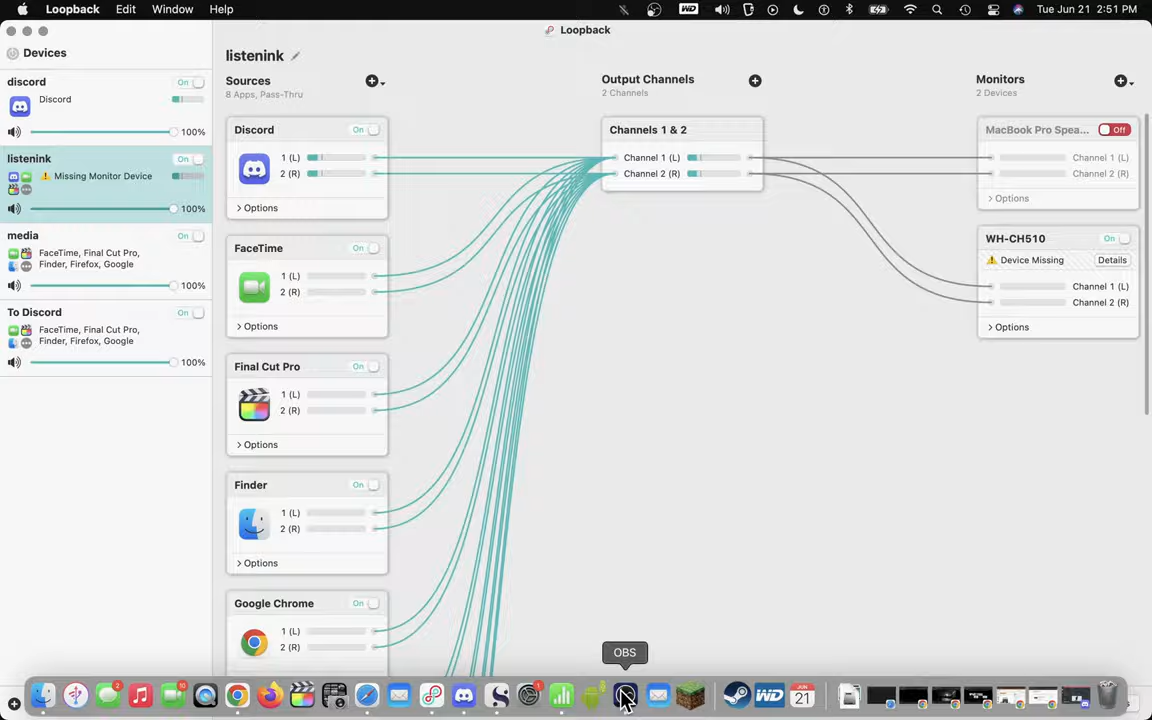 Loopback Edit Window Help
WD
Tue Jun 21 2:51 PM
Loopback
Devices
discord On
Discord
100%
listenink On
Missing Monitor Device
100%
media On
FaceTime, Final Cut Pro,
Finder, Firefox, Google
100%
To Discord On
FaceTime, Final Cut Pro,
Finder, Firefox, Google
100%
listenink
Sources
8 Apps, Pass-Thru
Discord On
1 (L)
2 (R)
> Options
FaceTime On
1 (L)
2 (R)
> Options
Final Cut Pro On
1 (L)
2 (R)
> Options
Finder On
1 (L)
2 (R)
> Options
Google Chrome On
1 (L)
2 (R)
Output Channels
2 Channels
Channels 1 & 2
Channel 1 (L)
Channel 2 (R)
Monitors
2 Devices
MacBook Pro Spea... Off
Channel 1 (L)
Channel 2 (R)
> Options
WH-CH510 On
Device Missing Details
Channel 1 (L)
Channel 2 (R)
> Options
OBS
WD
JUN
21